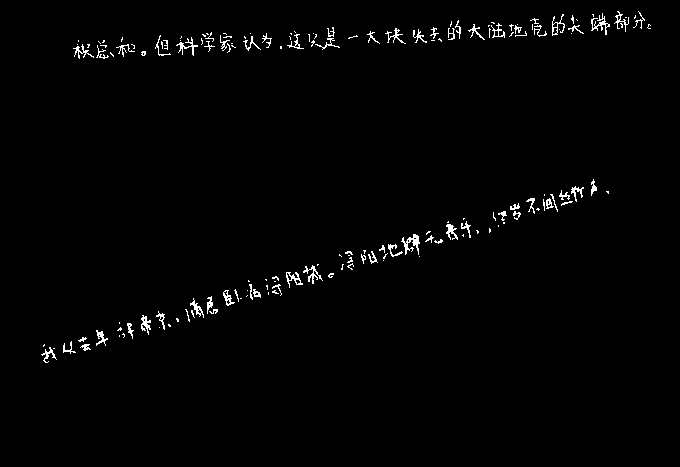 积总和。但科学家认为,这只是一大块失去的大陆地壳的尖端部分。
我从去年辞帝京,谪居卧病浔阳城。浔阳地僻无音乐,终岁不闻丝竹声。